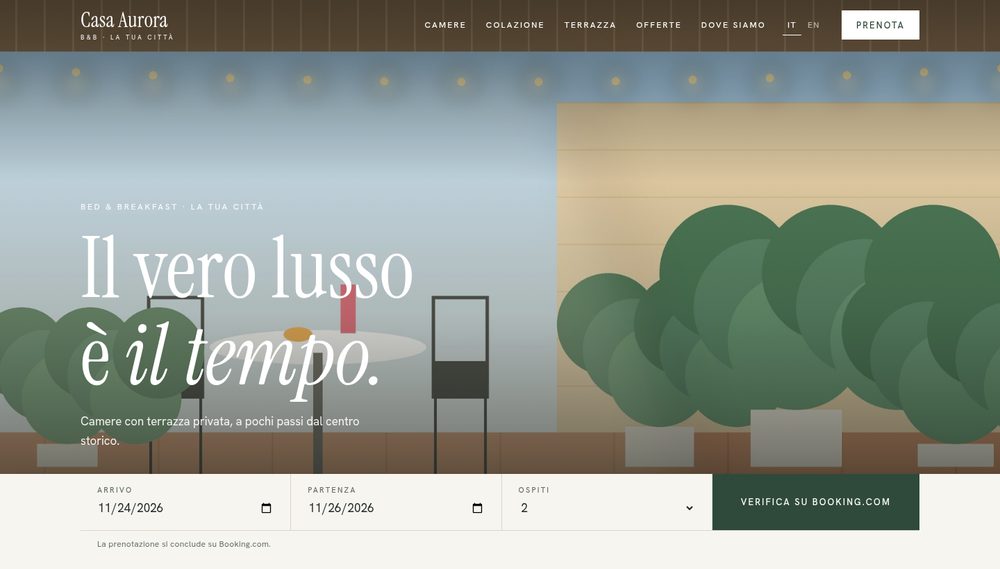 Casa Aurora
B&B · LA TUA CITTÀ
CAMERE COLAZIONE TERRAZZA OFFERTE DOVE SIAMO IT EN PRENOTA
BED & BREAKFAST · LA TUA CITTÀ
Il vero lusso
è il tempo.
Camere con terrazza privata, a pochi passi dal centro
storico.
ARRIVO
11/24/2026
PARTENZA
11/26/2026
OSPITI
2
VERIFICA SU BOOKING.COM
La prenotazione si conclude su Booking.com.